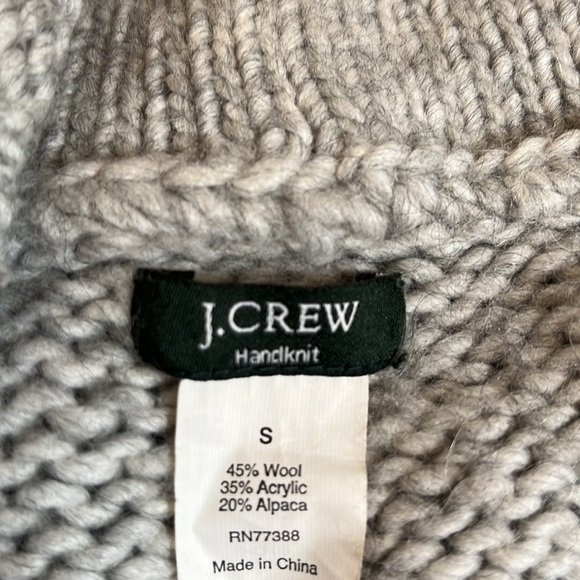 J.CREW
Handknit
S
45% Wool
35% Acrylic
20% Alpaca
RN77388
Made in China